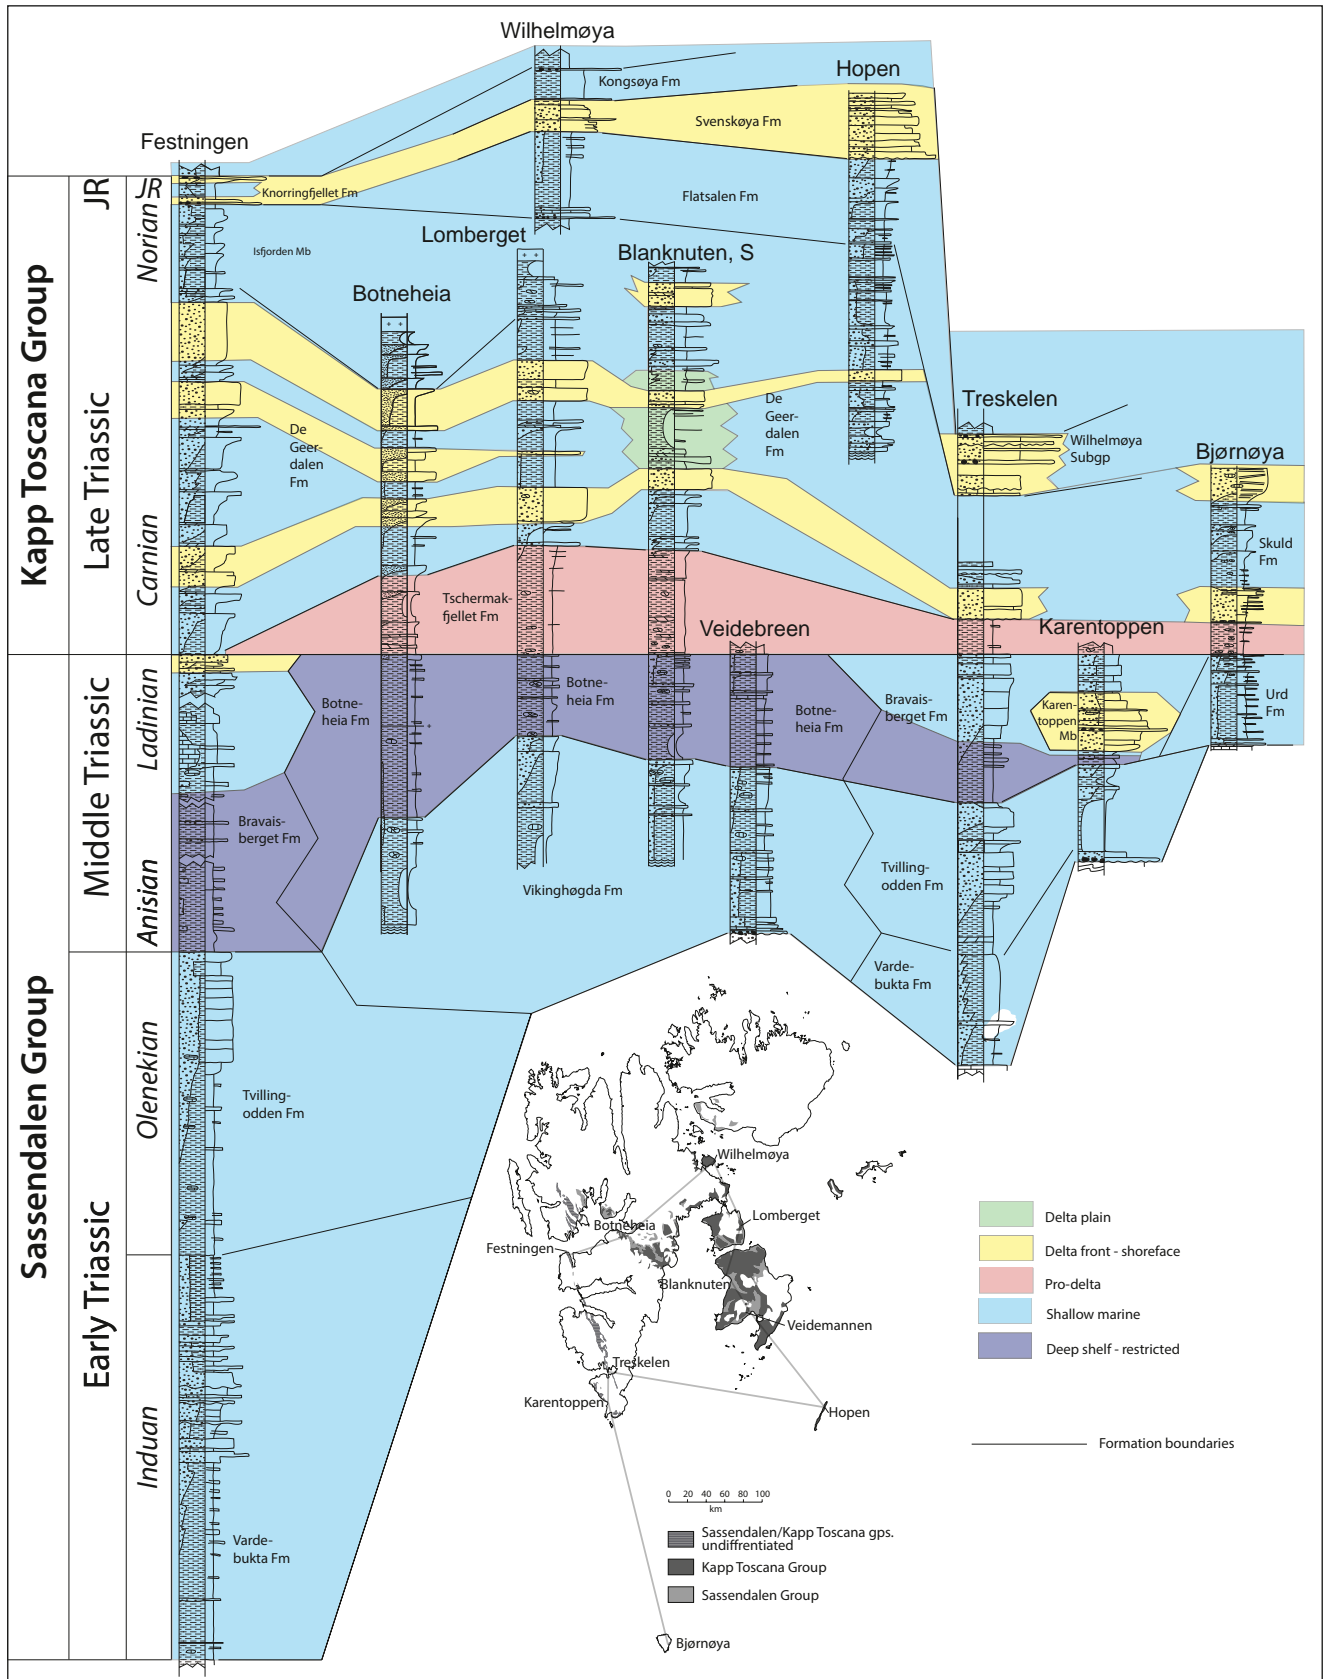 Wilhelmøya
Kongsøya Fm
Hopen
Svenskøya Fm
Festningen
JR
JR
Knorringfjellet Fm
Flatsalen Fm
Norian
Isfjorden Mb
Lomberget
Blanknuten, S
Botneheia
Kapp Toscana Group
Late Triassic
De
Geer-
dalen
Fm
De
Geer-
dalen
Fm
Treskelen
Wilhelmøya
Subgp
Bjørnøya
Carnian
Skuld
Fm
Tschermak-
fjellet Fm
Veidebreen
Karentoppen
Middle Triassic
Ladinian
Botne-
heia Fm
Botne-
heia Fm
Botne-
heia Fm
Bravais-
berget Fm
Karen-
toppen
Mb
Urd
Fm
Bravais-
berget Fm
Anisian
Vikinghøgda Fm
Tvilling-
odden Fm
Varde-
bukta Fm
Sassendalen Group
Early Triassic
Olenekian
Tvilling-
odden Fm
Induan
Varde-
bukta Fm
Wilhelmøya
Lomberget
Botneheia
Festningen
Blanknuten
Veidemannen
Treskelen
Karentoppen
Hopen
Bjørnøya
Delta plain
Delta front - shoreface
Pro-delta
Shallow marine
Deep shelf - restricted
Formation boundaries
0 20 40 60 80 100
km
Sassendalen/Kapp Toscana gps.
undiffrentiated
Kapp Toscana Group
Sassendalen Group